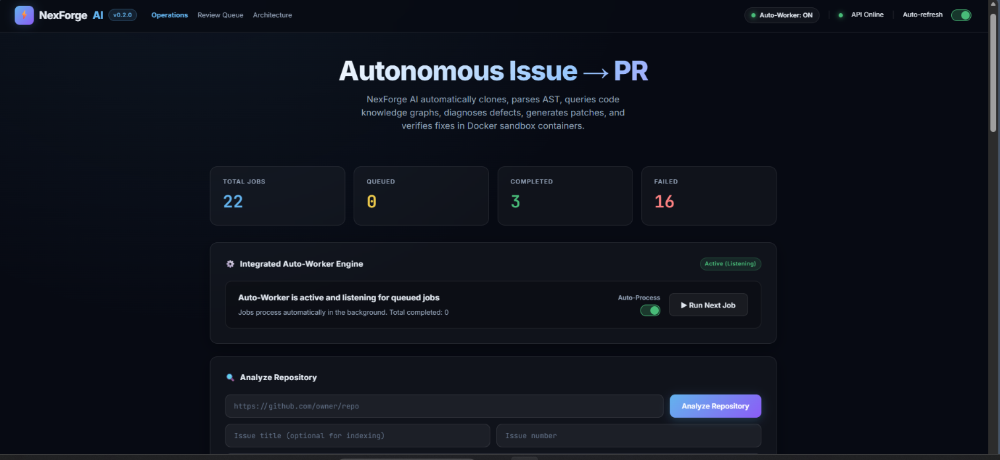 NexForge AI v0.2.0 Operations Review Queue Architecture Auto-Worker: ON API Online Auto-refresh
Autonomous Issue → PR
NexForge AI automatically clones, parses AST, queries code
knowledge graphs, diagnoses defects, generates patches, and
verifies fixes in Docker sandbox containers.
TOTAL JOBS QUEUED COMPLETED FAILED
22 0 3 16
Integrated Auto-Worker Engine Active (Listening)
Auto-Worker is active and listening for queued jobs Auto-Process
Jobs process automatically in the background. Total completed: 0 ▶ Run Next Job
Analyze Repository
https://github.com/owner/repo Analyze Repository
Issue title (optional for indexing) Issue number